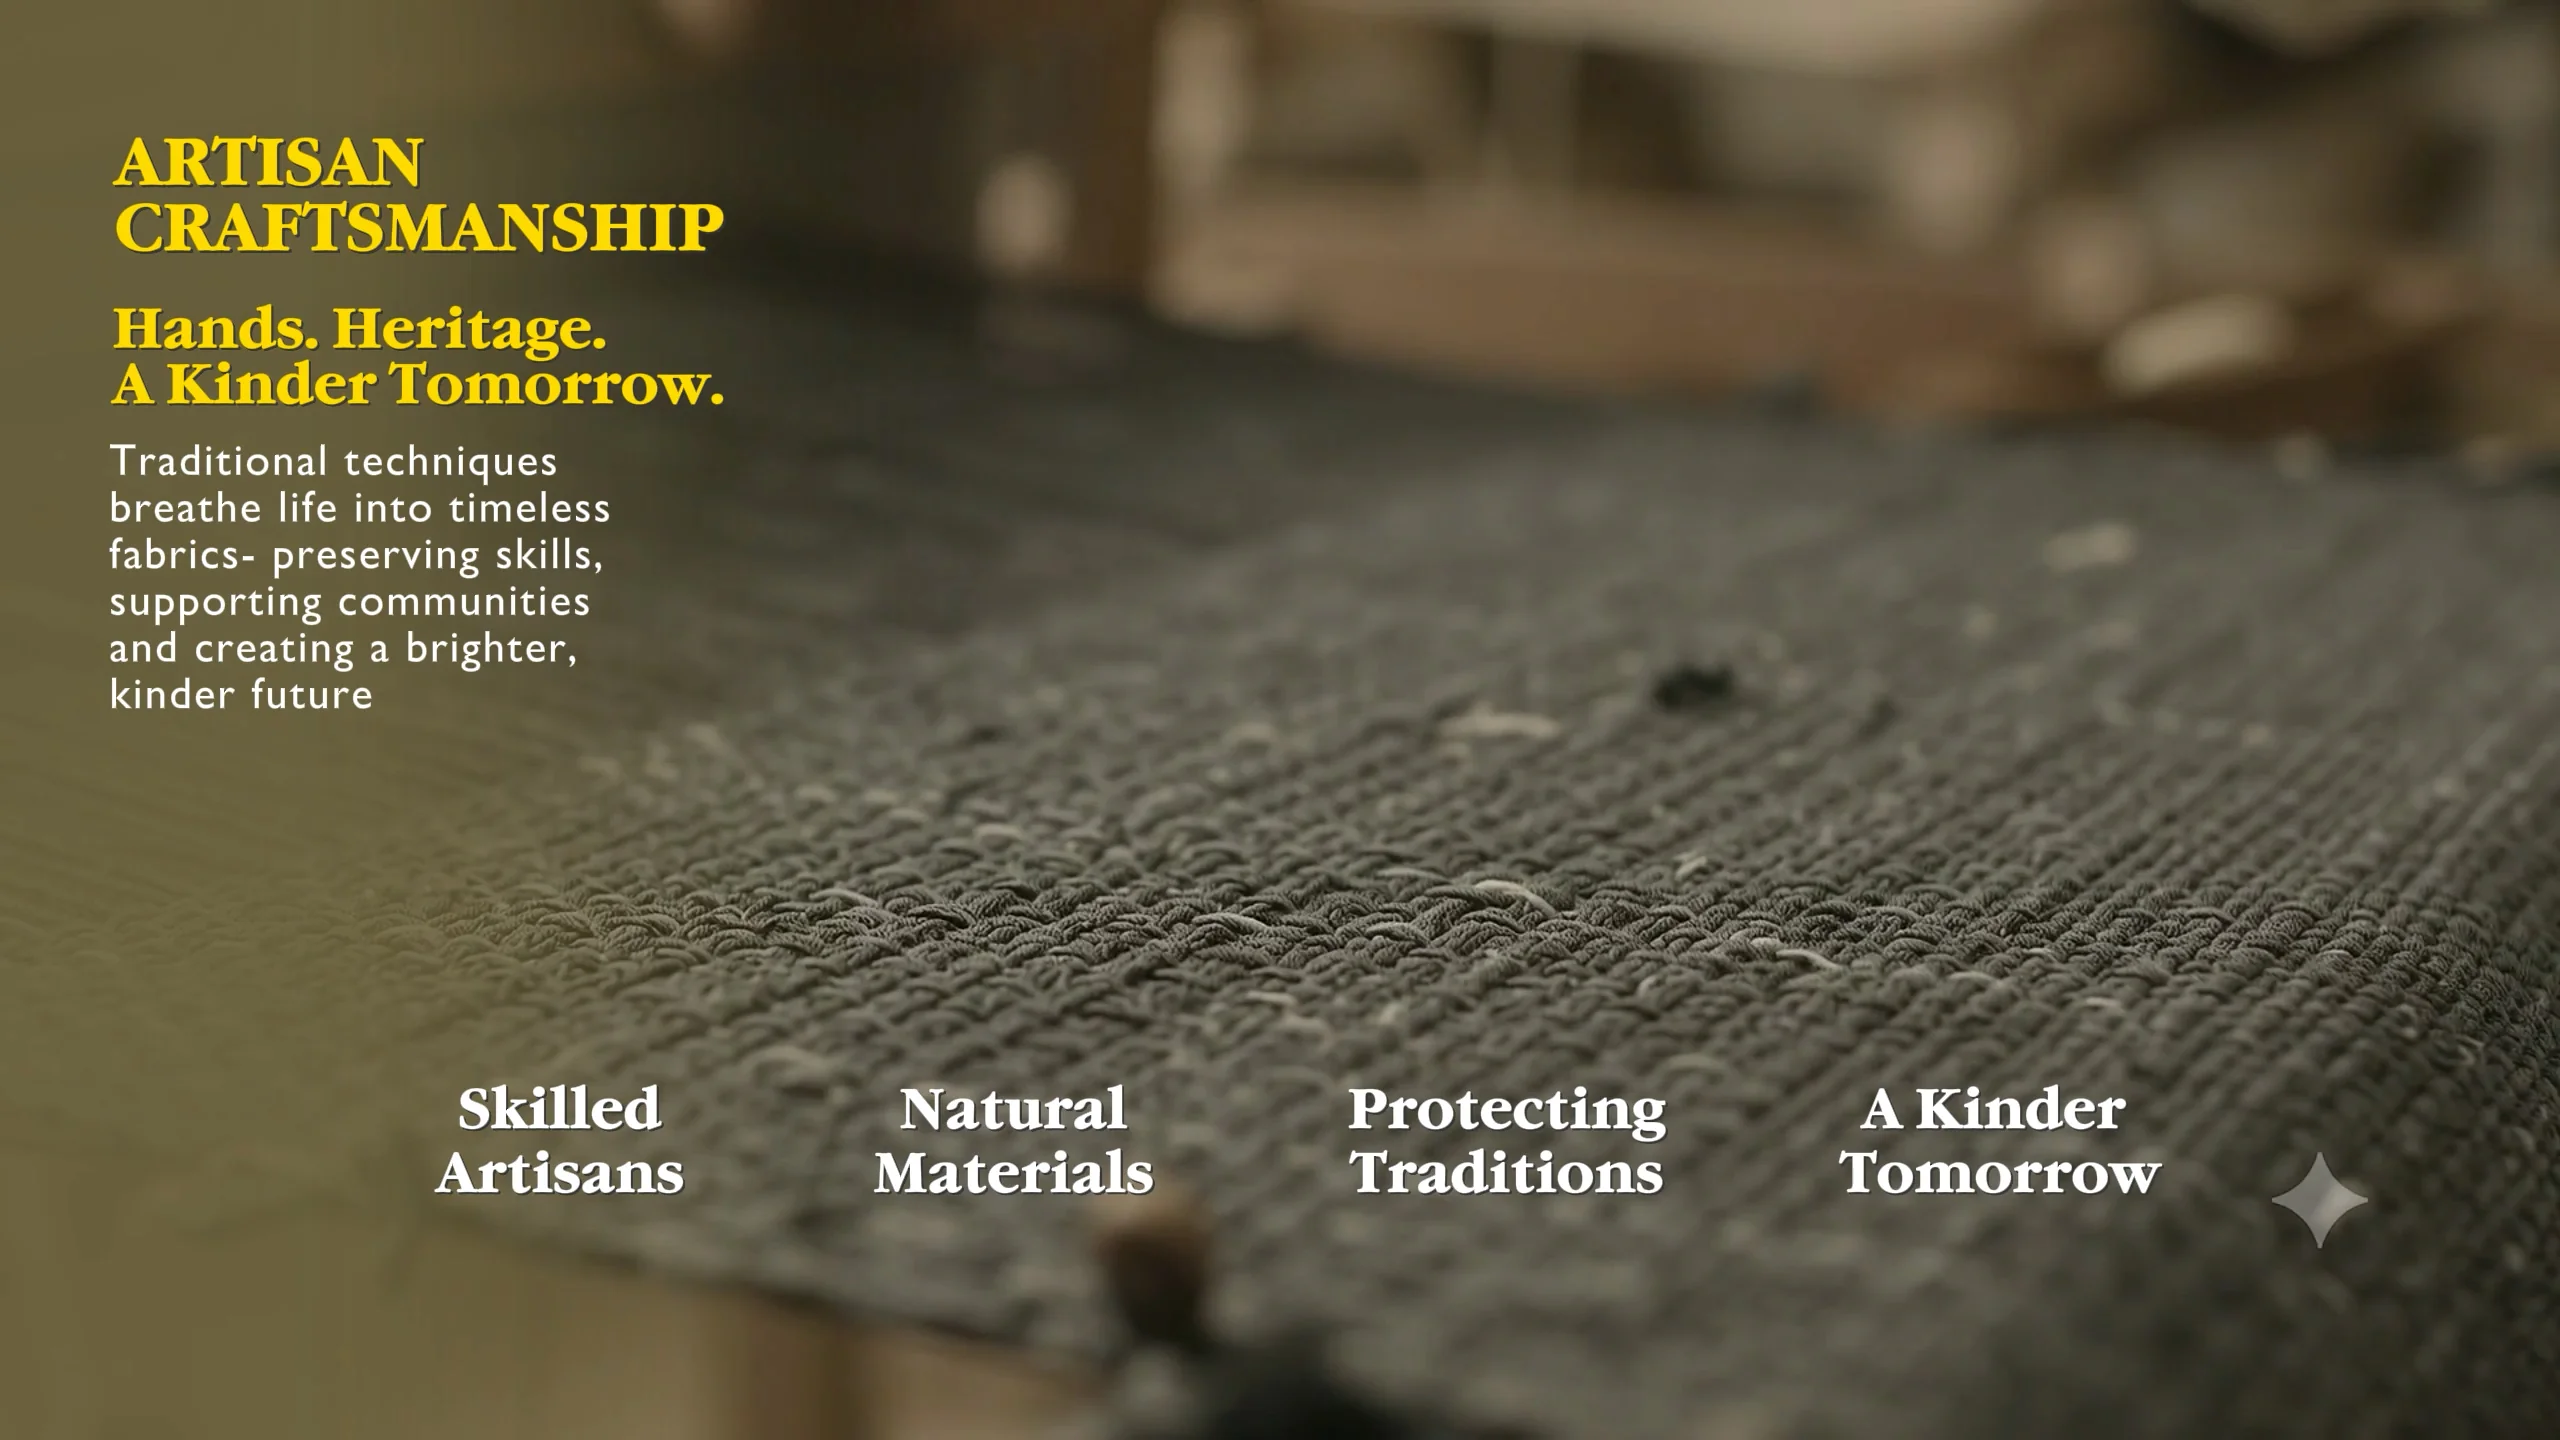 ARTISAN
CRAFTSMANSHIP
Hands. Heritage.
A Kinder Tomorrow.
Traditional techniques
breathe life into timeless
fabrics- preserving skills,
supporting communities
and creating a brighter,
kinder future
Skilled
Artisans
Natural
Materials
Protecting
Traditions
A Kinder
Tomorrow